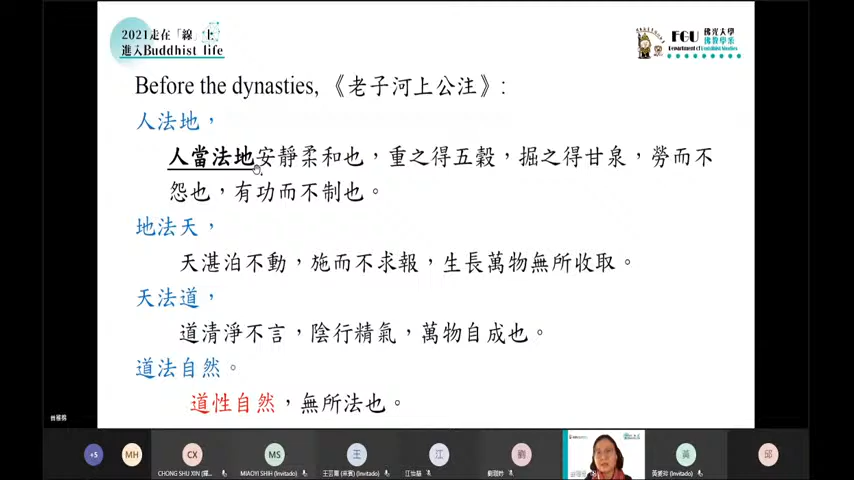 2021走在「線」上
進入Buddhist life
佛光大學
FGU 佛教學系
Department of Buddhist Studies
Before the dynasties, 《老子河上公注》:
人法地，
人當法地安靜柔和也，重之得五穀，掘之得甘泉，勞而不
怨也，有功而不制也。
地法天，
天湛泊不動，施而不求報，生長萬物無所收取。
天法道，
道清淨不言，陰行精氣，萬物自成也。
道法自然。
道性自然，無所法也。
+5
MH
CX
MS
王
江
劉
黃
邱
CHONG SHU XIN (鐘...
MIAOYI SHIH (Invitado)
(Invitado)